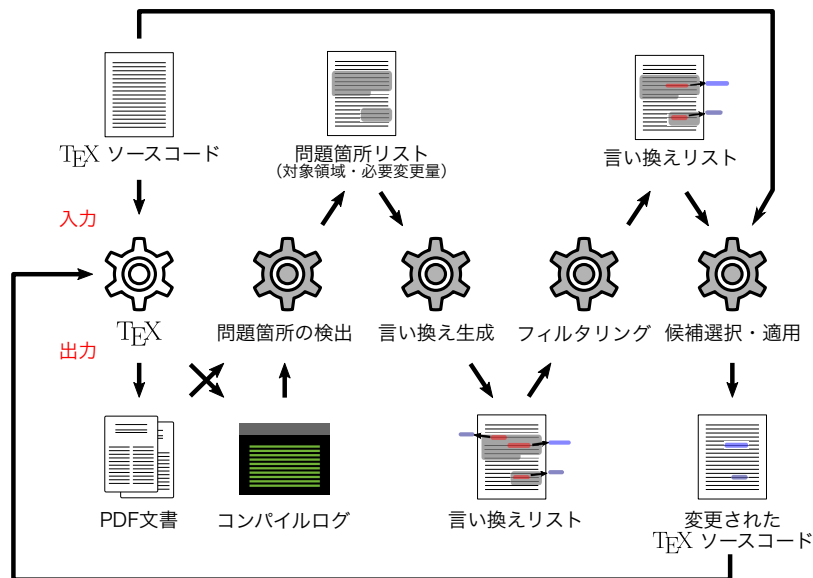 TEX ソースコード
問題箇所リスト
(対象領域・必要変更量)
言い換えリスト
入力
TEX
問題箇所の検出
言い換え生成
フィルタリング
候補選択・適用
出力
PDF文書
コンパイルログ
言い換えリスト
変更された
TEX ソースコード